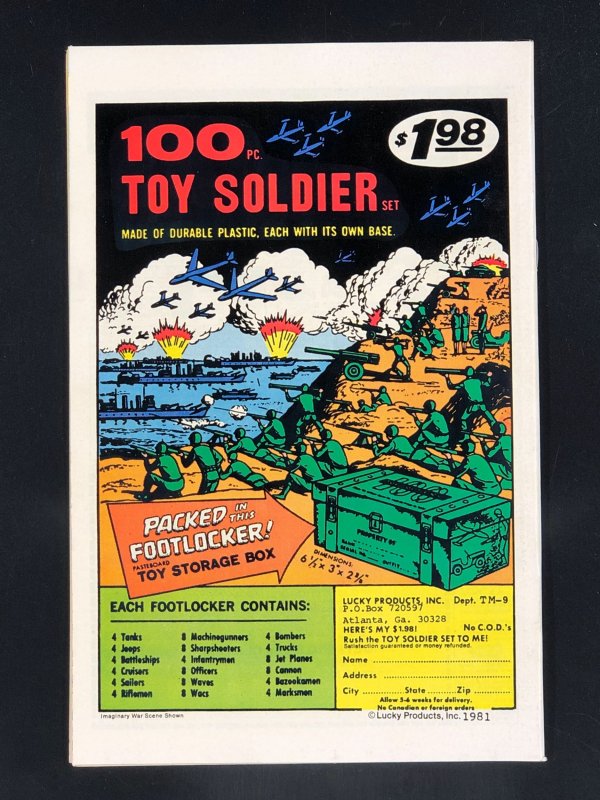 100 PC.
$1.98
TOY SOLDIER SET
MADE OF DURABLE PLASTIC, EACH WITH ITS OWN BASE.
PACKED IN THIS
FOOTLOCKER!
PASTEBOARD
TOY STORAGE BOX
DIMENSIONS:
6 1/2" x 3" x 2 3/8"
PROPERTY OF
EACH FOOTLOCKER CONTAINS:
4 Tanks
4 Jeeps
4 Battleships
4 Cruisers
4 Sailors
4 Riflemen
8 Machinegunners
8 Sharpshooters
4 Infantrymen
8 Officers
8 Waves
8 Wacs
4 Bombers
4 Trucks
8 Jet Planes
8 Cannon
4 Bazookamen
4 Marksmen
LUCKY PRODUCTS, INC. Dept. TM-9
P.O.Box 720597
Atlanta, Ga. 30328
HERE'S MY $1.98! No C.O.D.'s
Rush the TOY SOLDIER SET TO ME!
Satisfaction guaranteed or money refunded.
Name
Address
City State Zip
Allow 5-6 weeks for delivery.
No Canadian or foreign orders
Imaginary War Scene Shown
©Lucky Products, Inc. 1981